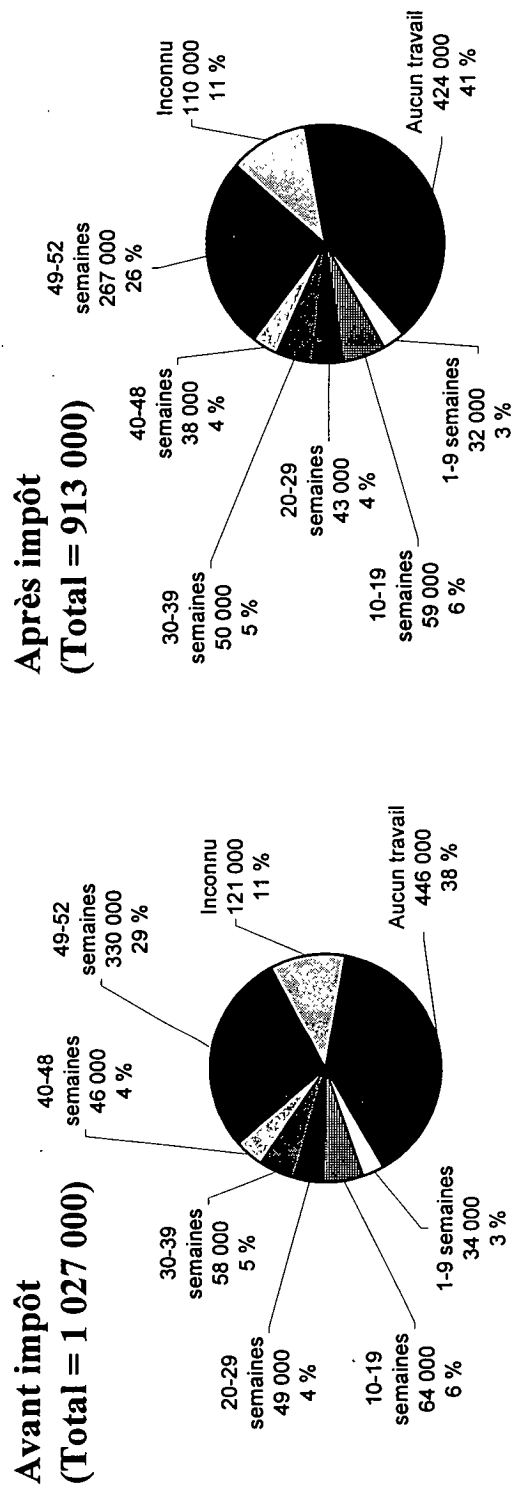 Avant impôt
(Total = 1 027 000)
40-48
semaines
46 000
4 %
49-52
semaines
330 000
29 %
30-39
semaines
58 000
5 %
Inconnu
121 000
11 %
20-29
semaines
49 000
4 %
10-19
semaines
64 000
6 %
1-9 semaines
34 000
3 %
Aucun travail
446 000
38 %
Après impôt
(Total = 913 000)
49-52
semaines
267 000
26 %
40-48
semaines
38 000
4 %
Inconnu
110 000
11 %
30-39
semaines
50 000
5 %
20-29
semaines
43 000
4 %
10-19
semaines
59 000
6 %
1-9 semaines
32 000
3 %
Aucun travail
424 000
41 %